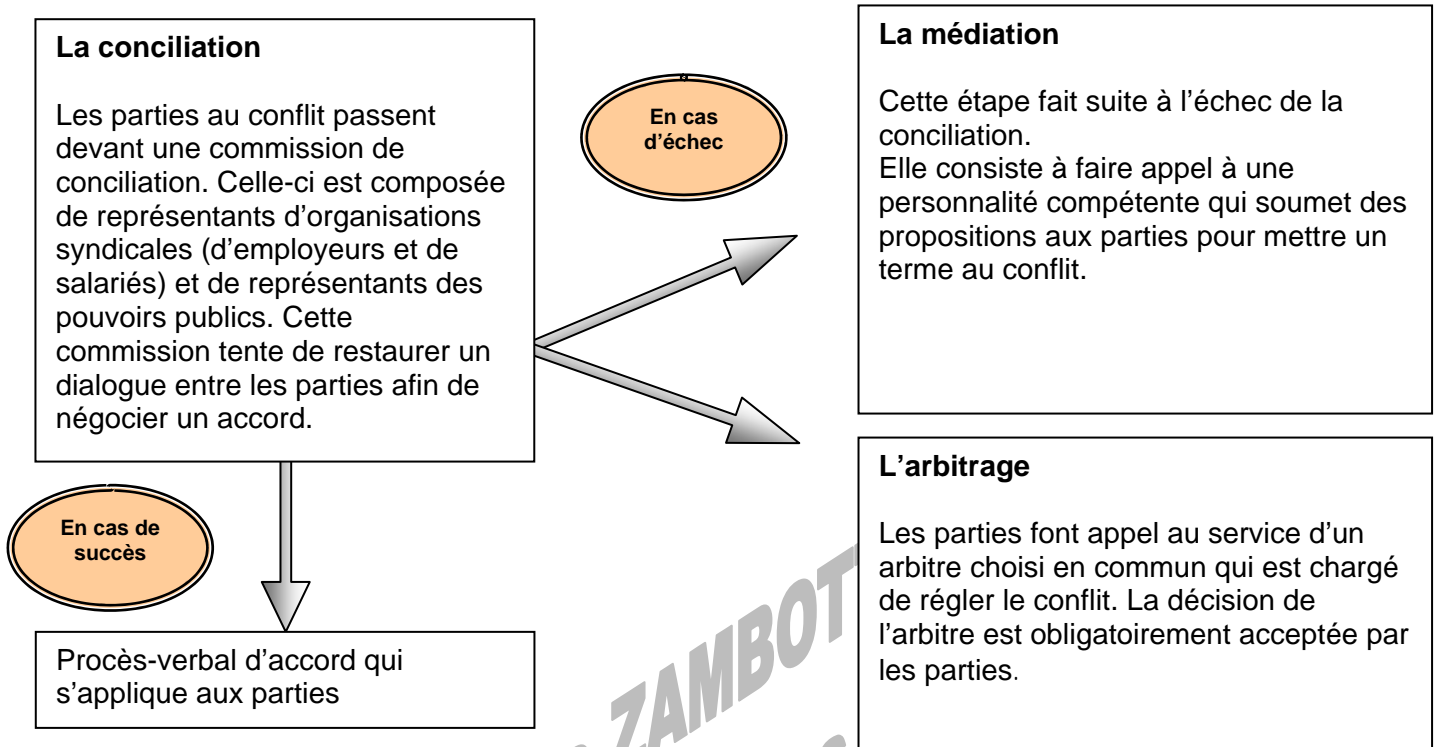 La conciliation
Les parties au conflit passent
devant une commission de
conciliation. Celle-ci est composée
de représentants d'organisations
syndicales (d'employeurs et de
salariés) et de représentants des
pouvoirs publics. Cette
commission tente de restaurer un
dialogue entre les parties afin de
négocier un accord.
En cas
d'échec
La médiation
Cette étape fait suite à l'échec de la
conciliation.
Elle consiste à faire appel à une
personnalité compétente qui soumet des
propositions aux parties pour mettre un
terme au conflit.
En cas de
succès
Procès-verbal d'accord qui
s'applique aux parties
L'arbitrage
Les parties font appel au service d'un
arbitre choisi en commun qui est chargé
de régler le conflit. La décision de
l'arbitre est obligatoirement acceptée par
les parties.